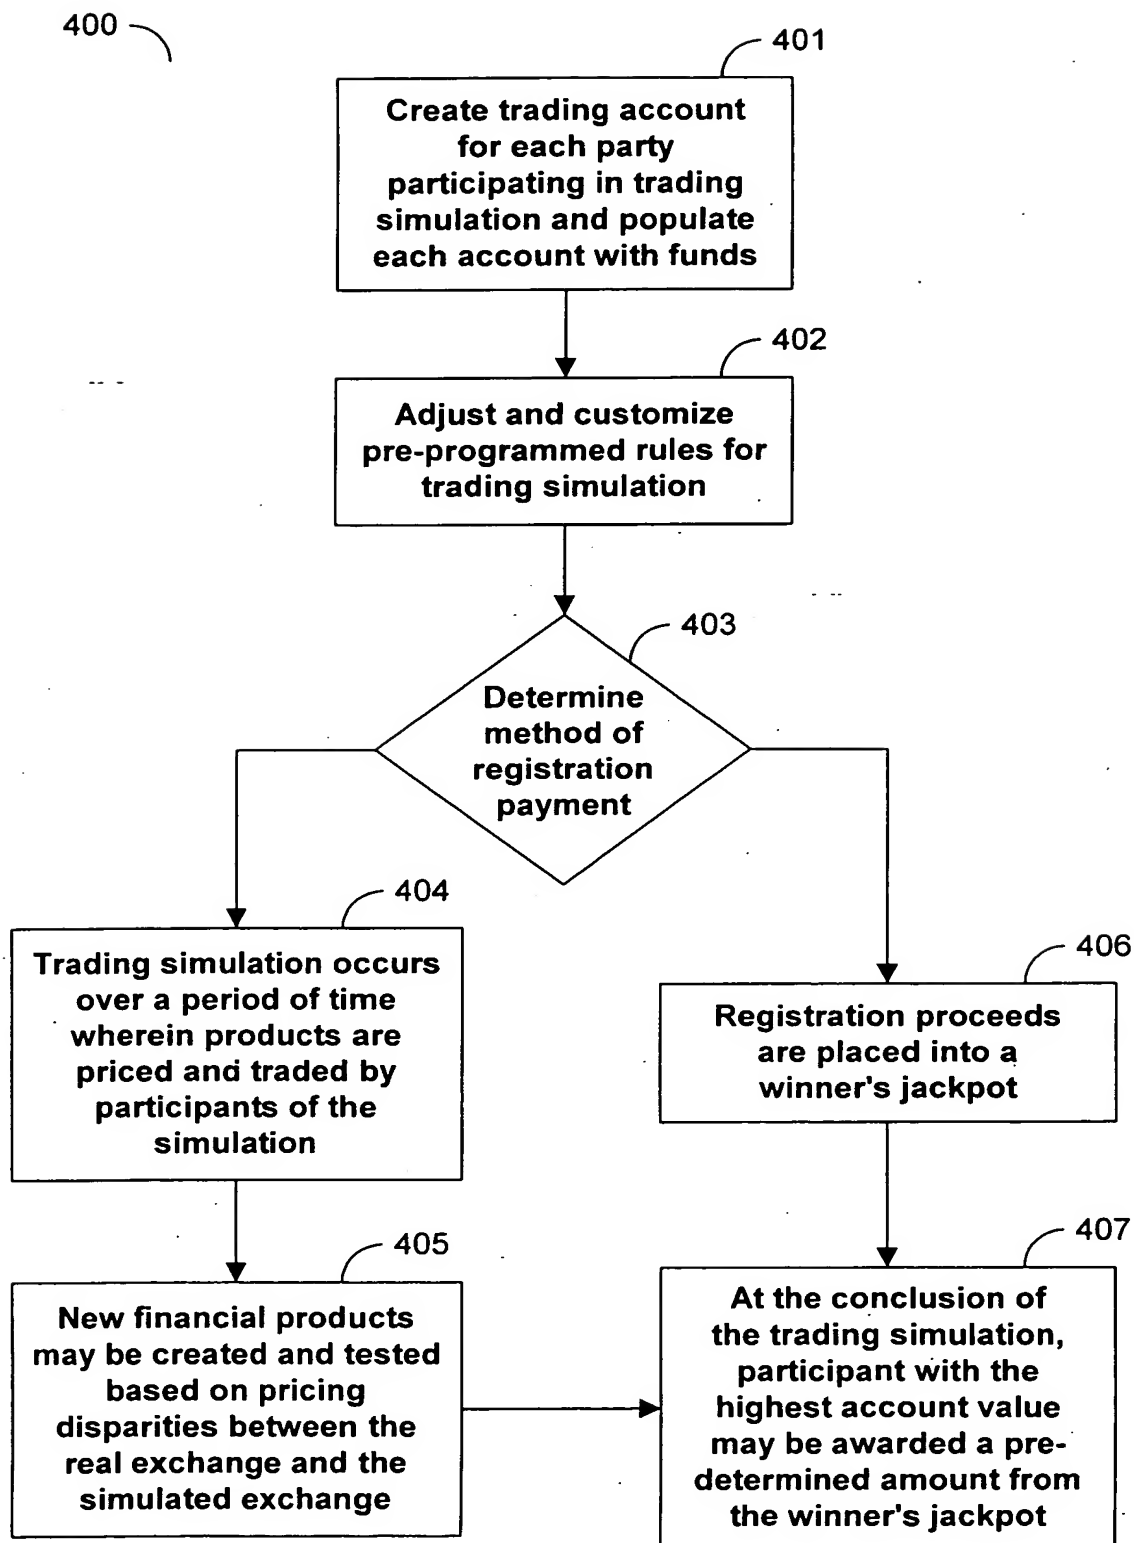 400
401
Create trading account
for each party
participating in trading
simulation and populate
each account with funds
402
Adjust and customize
pre-programmed rules for
trading simulation
403
Determine
method of
registration
payment
404
Trading simulation occurs
over a period of time
wherein products are
priced and traded by
participants of the
simulation
406
Registration proceeds
are placed into a
winner's jackpot
405
New financial products
may be created and tested
based on pricing
disparities between the
real exchange and the
simulated exchange
407
At the conclusion of
the trading simulation,
participant with the
highest account value
may be awarded a pre-
determined amount from
the winner's jackpot